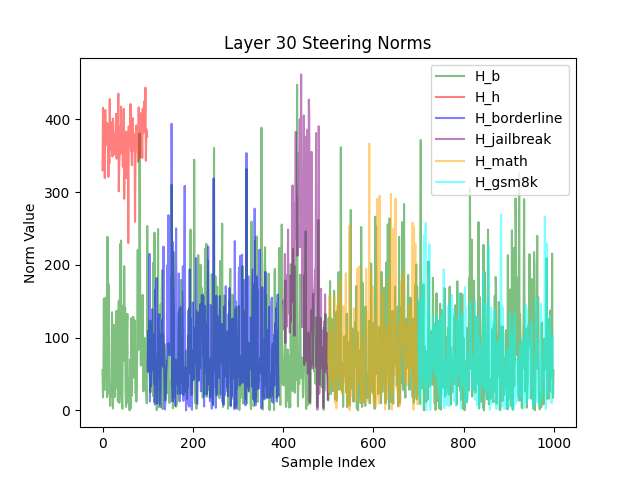 Layer 30 Steering Norms
Norm Value
400
300
200
100
0
H_b
H_h
H_borderline
H_jailbreak
H_math
H_gsm8k
0 200 400 600 800 1000
Sample Index